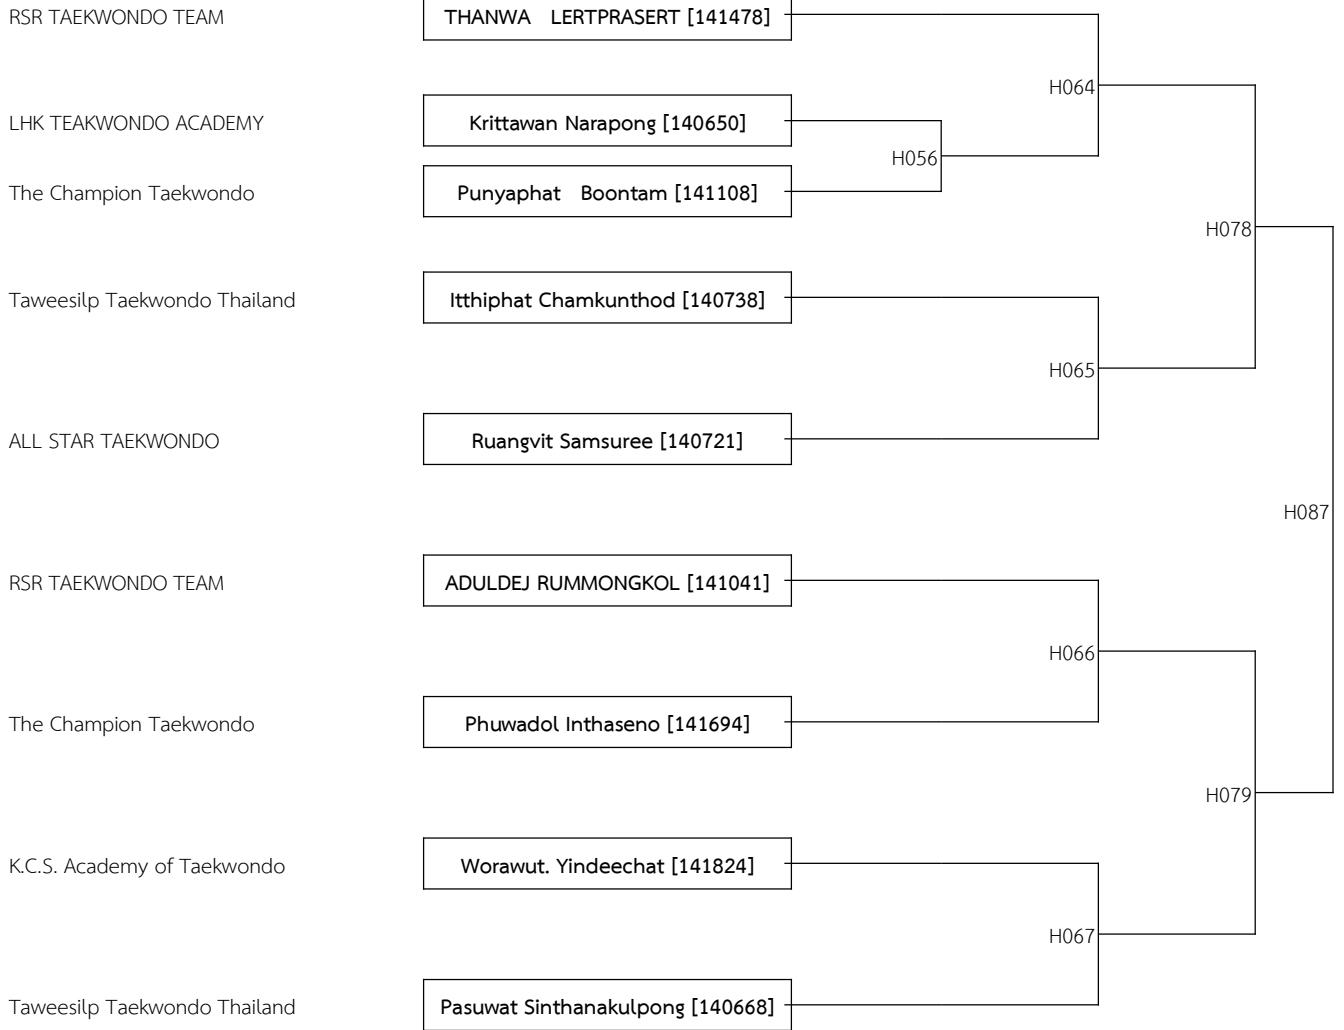 RSR TAEKWONDO TEAM THANWA LERTPRASERT [141478]
H064
LHK TEAKWONDO ACADEMY Krittawan Narapong [140650]
H056
The Champion Taekwondo Punyaphat Boontam [141108]
H078
Taweesilp Taekwondo Thailand Itthiphat Chamkunthod [140738]
H065
ALL STAR TAEKWONDO Ruangvit Samsuree [140721]
H087
RSR TAEKWONDO TEAM ADULDEJ RUMMONGKOL [141041]
H066
The Champion Taekwondo Phuwadol Inthaseno [141694]
H079
K.C.S. Academy of Taekwondo Worawut. Yindeechat [141824]
H067
Taweesilp Taekwondo Thailand Pasuwat Sinthanakulpong [140668]